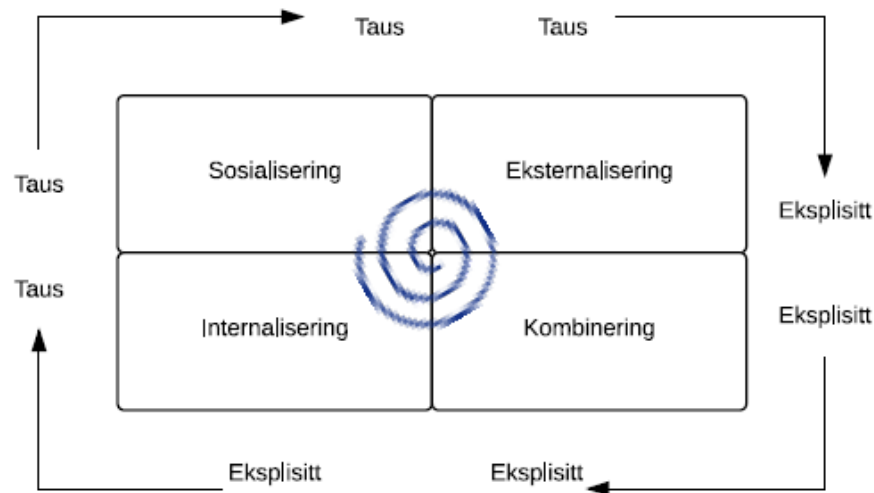 Taus Taus
Sosialisering Eksternalisering
Taus
Eksplisitt
Taus
Eksplisitt
Internalisering Kombinering
Eksplisitt Eksplisitt